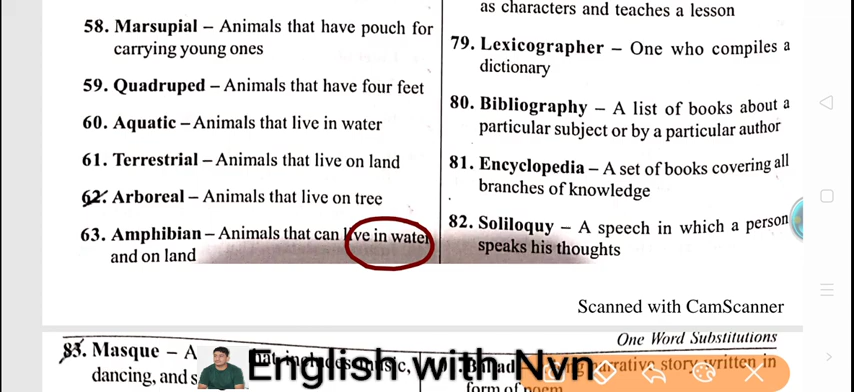 58. Marsupial – Animals that have pouch for
carrying young ones
59. Quadruped – Animals that have four feet
60. Aquatic – Animals that live in water
61. Terrestrial – Animals that live on land
62. Arboreal – Animals that live on tree
63. Amphibian – Animals that can live in water
and on land
as characters and teaches a lesson
79. Lexicographer – One who compiles a
dictionary
80. Bibliography – A list of books about a
particular subject or by a particular author
81. Encyclopedia – A set of books covering all
branches of knowledge
82. Soliloquy – A speech in which a person
speaks his thoughts
Scanned with CamScanner
One Word Substitutions
83. Masque – A
dancing, and s
narrative story written in
form of poem
English with Nvn